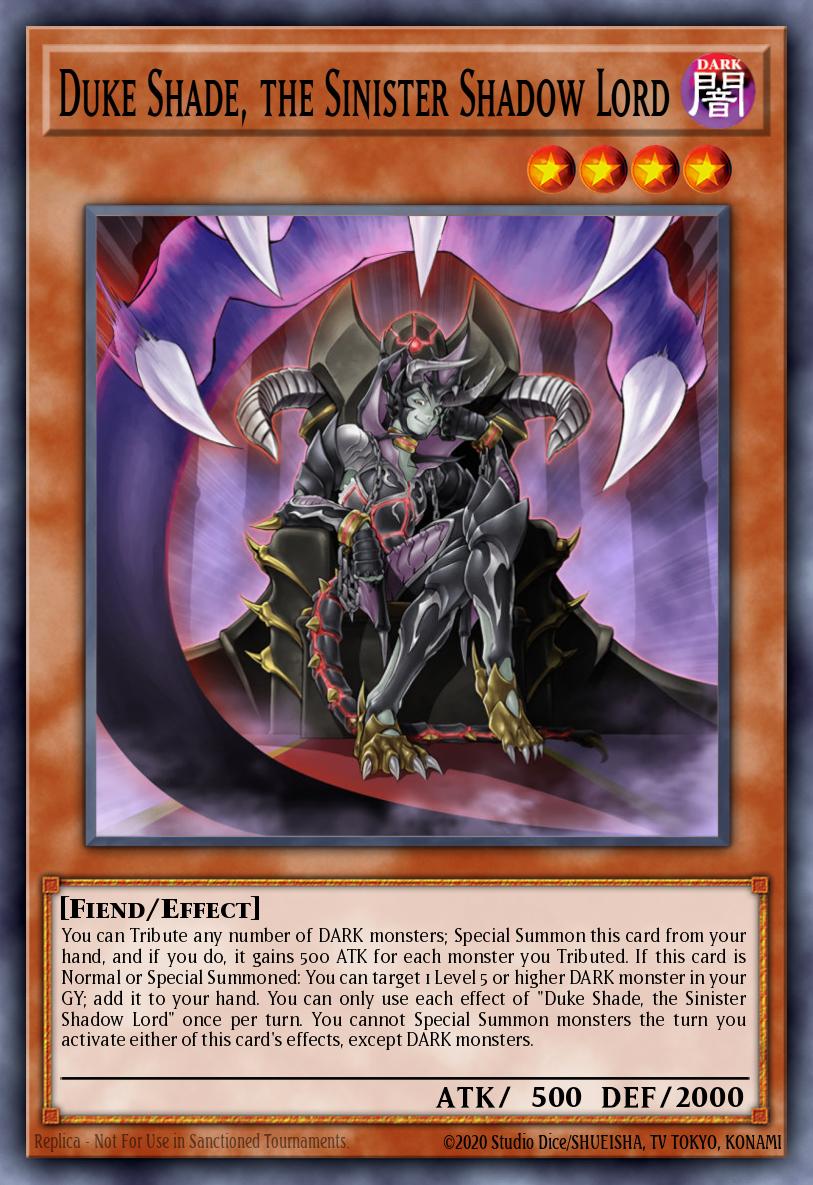 Duke Shade, the Sinister Shadow Lord
DARK
闇
[Fiend/Effect]
You can Tribute any number of DARK monsters; Special Summon this card from your
hand, and if you do, it gains 500 ATK for each monster you Tributed. If this card is
Normal or Special Summoned: You can target 1 Level 5 or higher DARK monster in your
GY; add it to your hand. You can only use each effect of "Duke Shade, the Sinister
Shadow Lord" once per turn. You cannot Special Summon monsters the turn you
activate either of this card's effects, except DARK monsters.
ATK/ 500 DEF/2000
Replica - Not For Use in Sanctioned Tournaments.
©2020 Studio Dice/SHUEISHA, TV TOKYO, KONAMI